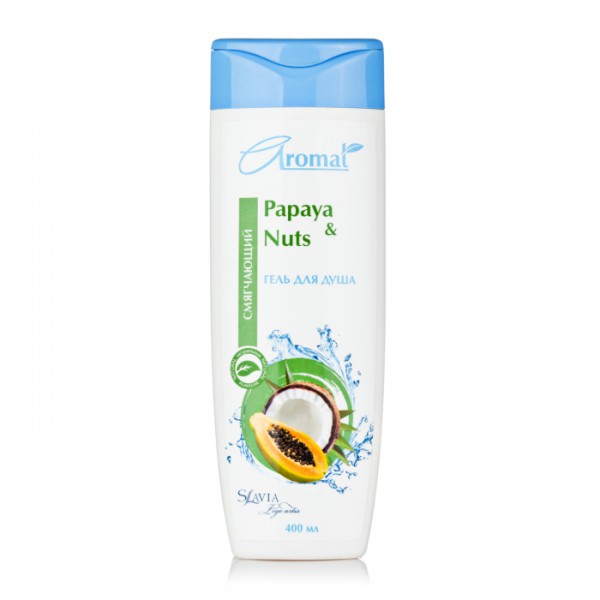 Aromat
Papaya
&
Nuts
СМЯГЧАЮЩИЙ
ГЕЛЬ ДЛЯ ДУША
SLAVIA
400 МЛ